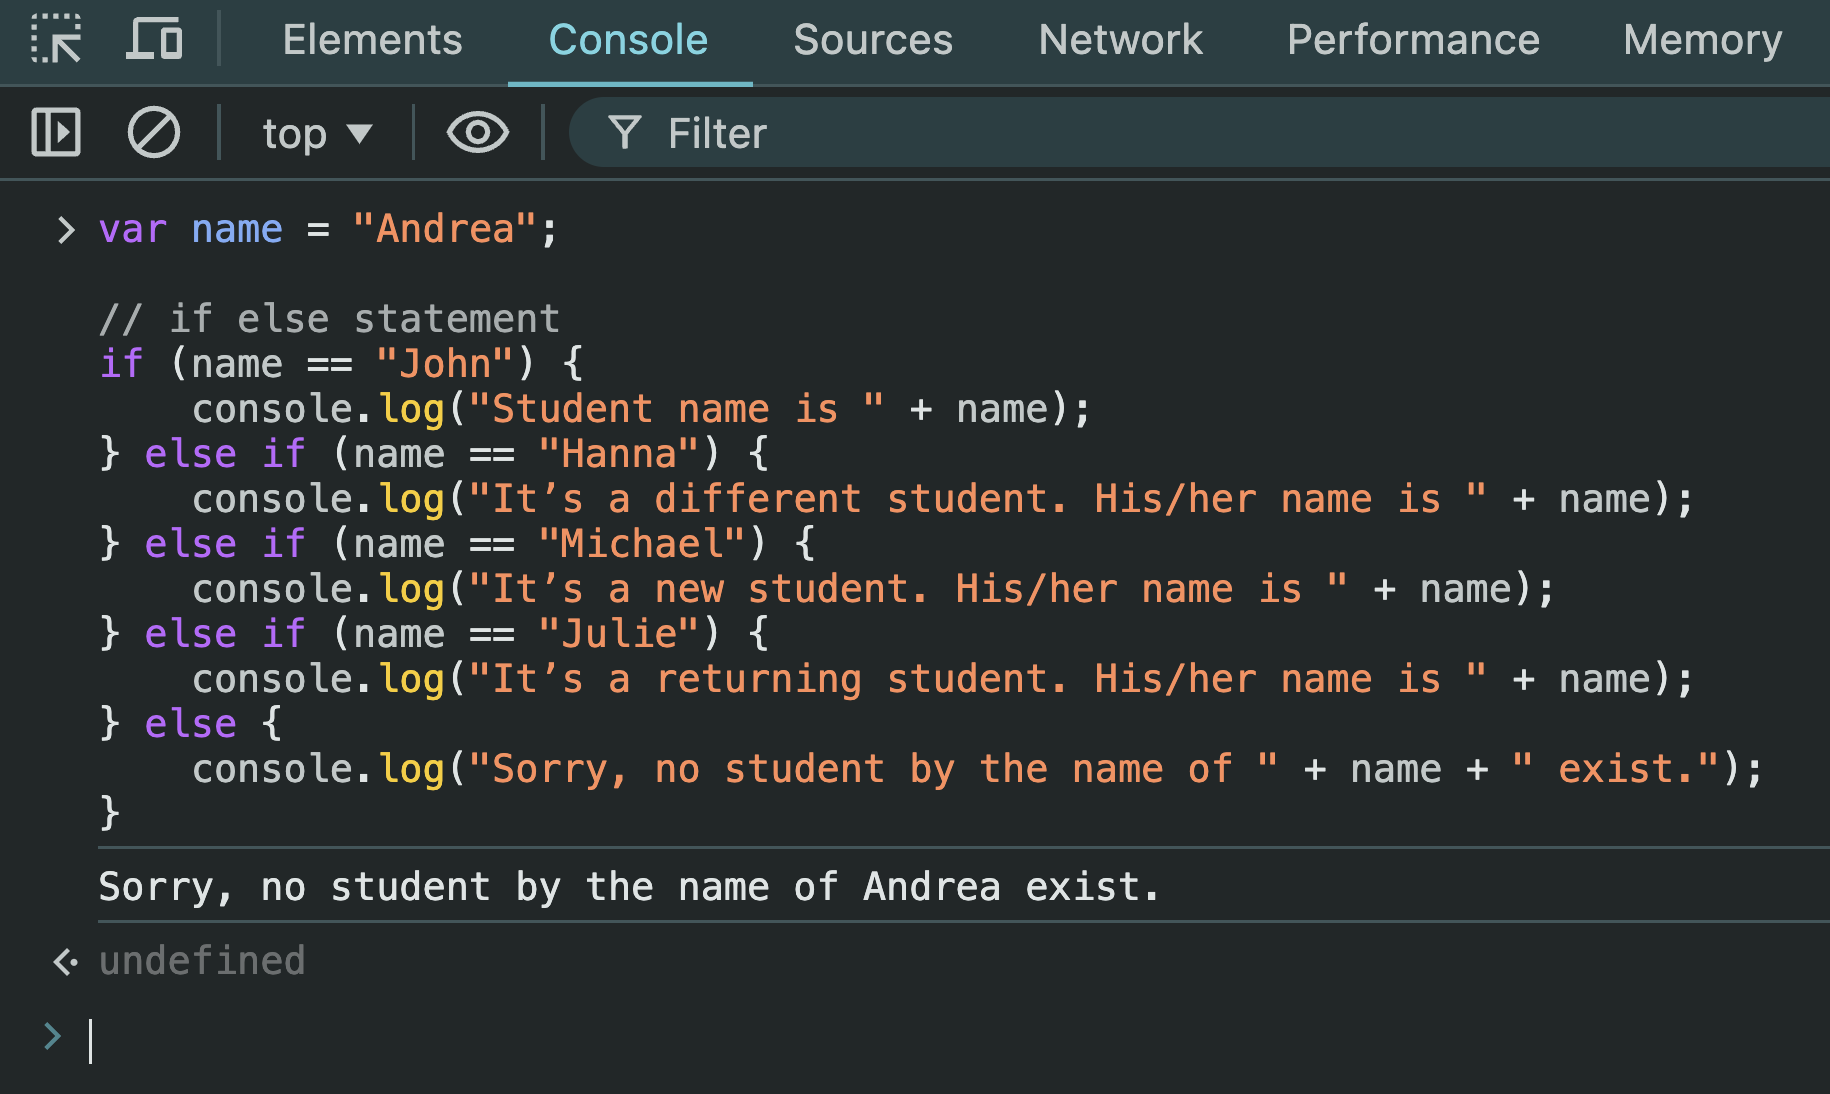 Elements Console Sources Network Performance Memory
top Filter
var name = "Andrea";
// if else statement
if (name == "John") {
    console.log("Student name is " + name);
} else if (name == "Hanna") {
    console.log("It’s a different student. His/her name is " + name);
} else if (name == "Michael") {
    console.log("It’s a new student. His/her name is " + name);
} else if (name == "Julie") {
    console.log("It’s a returning student. His/her name is " + name);
} else {
    console.log("Sorry, no student by the name of " + name + " exist.");
}
Sorry, no student by the name of Andrea exist.
undefined